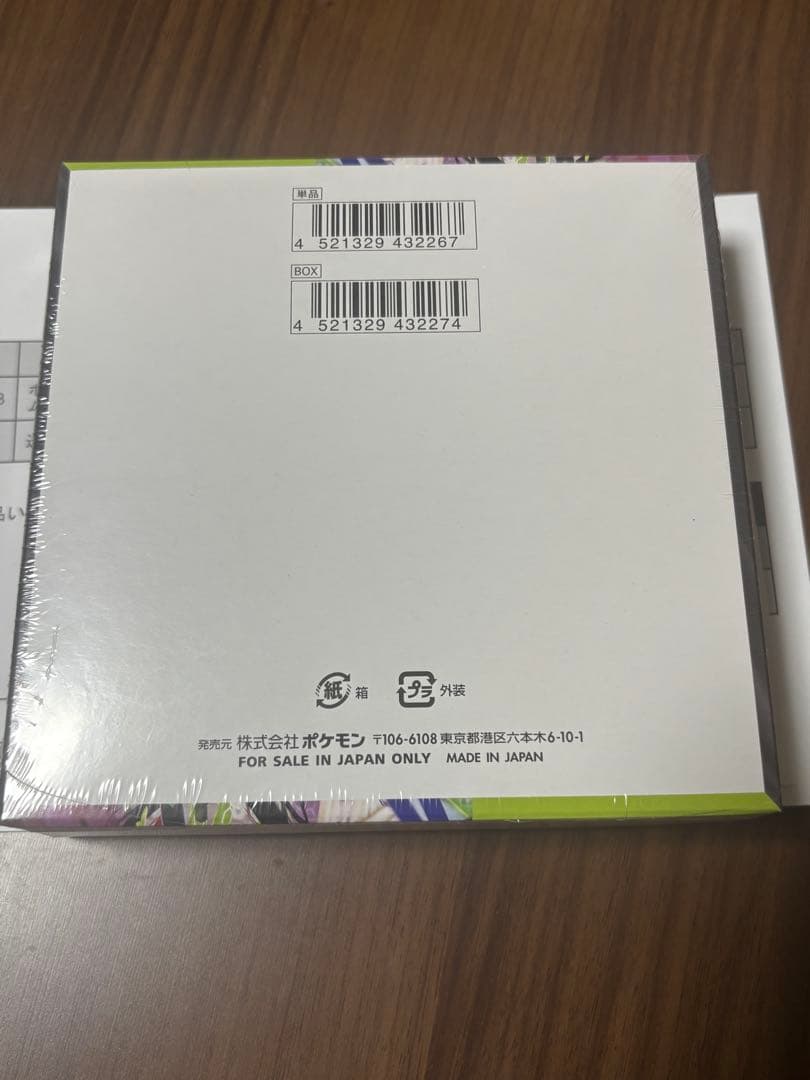 単品
4 521329 432267
BOX
4 521329 432274
紙 箱 プラ 外装
発売元 株式会社 ポケモン 〒106-6108 東京都港区六本木6-10-1
FOR SALE IN JAPAN ONLY MADE IN JAPAN